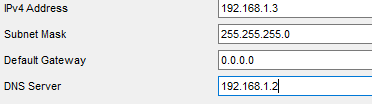 IPv4 Address 192.168.1.3
Subnet Mask 255.255.255.0
Default Gateway 0.0.0.0
DNS Server 192.168.1.2